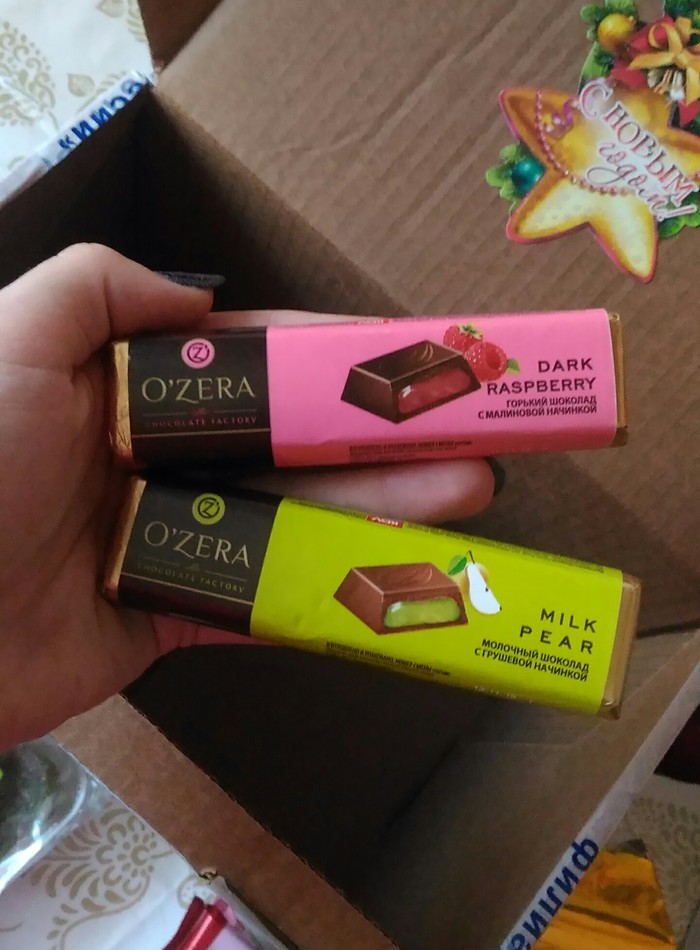 С НОВЫМ
годом!
O'ZERA
CHOCOLATE FACTORY
DARK
RASPBERRY
ГОРЬКИЙ ШОКОЛАД
С МАЛИНОВОЙ НАЧИНКОЙ
O'ZERA
CHOCOLATE FACTORY
MILK
PEAR
МОЛОЧНЫЙ ШОКОЛАД
С ГРУШЕВОЙ НАЧИНКОЙ